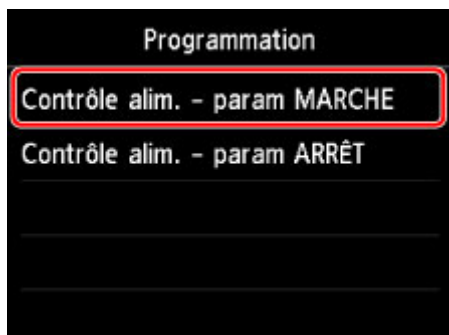 Programmation
Contrôle alim. – param MARCHE
Contrôle alim. – param ARRÊT